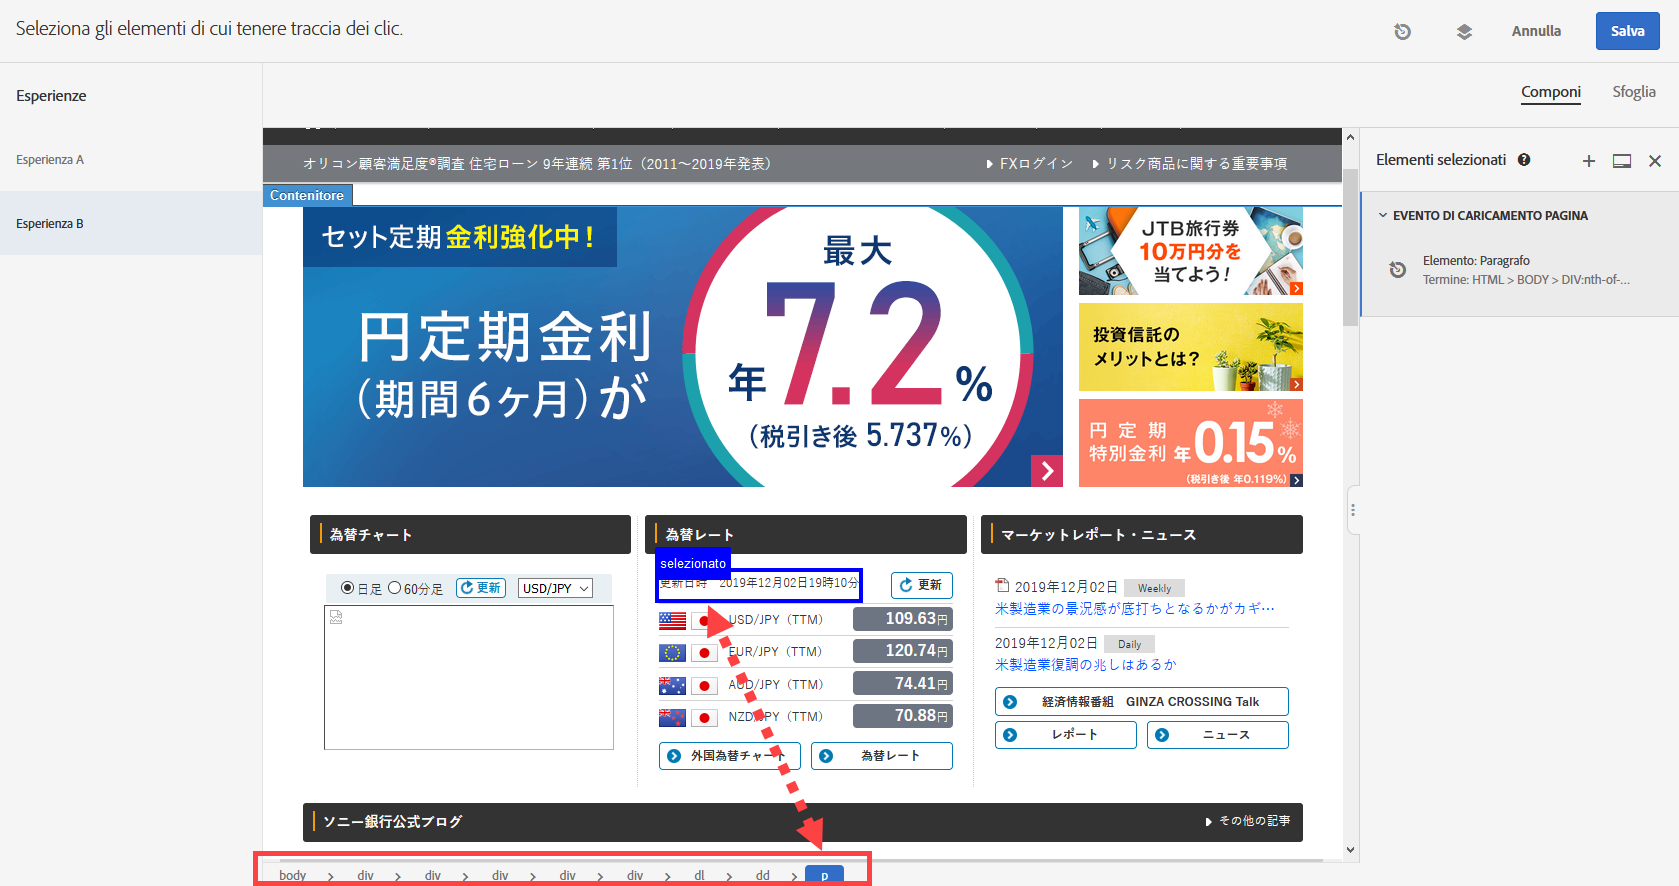 Seleziona gli elementi di cui tenere traccia dei clic.
Annulla
Salva
Esperienze
Componi
Sfoglia
Esperienza A
Esperienza B
オリコン顧客満足度®調査 住宅ローン 9年連続 第1位（2011～2019年発表）
FXログイン
リスク商品に関する重要事項
Contenitore
セット定期 金利強化中！
円定期金利
（期間6ヶ月）が
最大
年7.2%
（税引き後 5.737%）
JTB旅行券
10万円分を
当てよう！
投資信託の
メリットとは？
円定期
特別金利 年0.15%
（税引き後 年0.119%）
Elementi selezionati
EVENTO DI CARICAMENTO PAGINA
Elemento: Paragrafo
Termine: HTML > BODY > DIV:nth-of-...
為替チャート
日足 60分足 更新 USD/JPY
為替レート
selezionato
更新日時 2019年12月02日19時10分
更新
USD/JPY（TTM） 109.63円
EUR/JPY（TTM） 120.74円
AUD/JPY（TTM） 74.41円
NZD/JPY（TTM） 70.88円
外国為替チャート
為替レート
マーケットレポート・ニュース
2019年12月02日 Weekly
米製造業の景況感が底打ちとなるかがカギ…
2019年12月02日 Daily
米製造業復調の兆しはあるか
経済情報番組 GINZA CROSSING Talk
レポート
ニュース
ソニー銀行公式ブログ
その他の記事
body > div > div > div > div > div > dl > dd > p